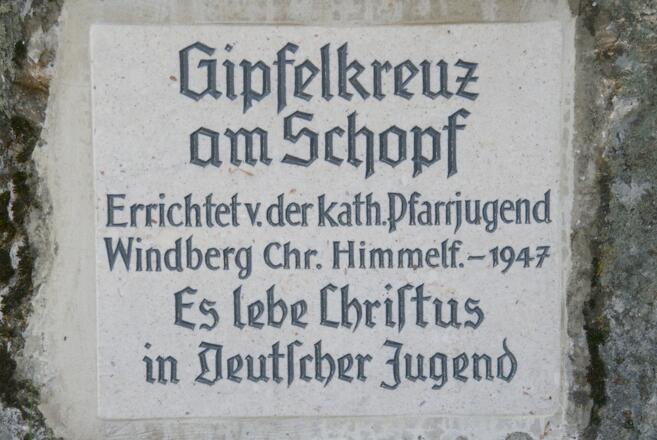 Gipfelkreuz
am Schopf
Errichtet v. der kath. Pfarrjugend
Windberg Chr. Himmelf. – 1947
Es lebe Chriſtus
in Deutſcher Jugend